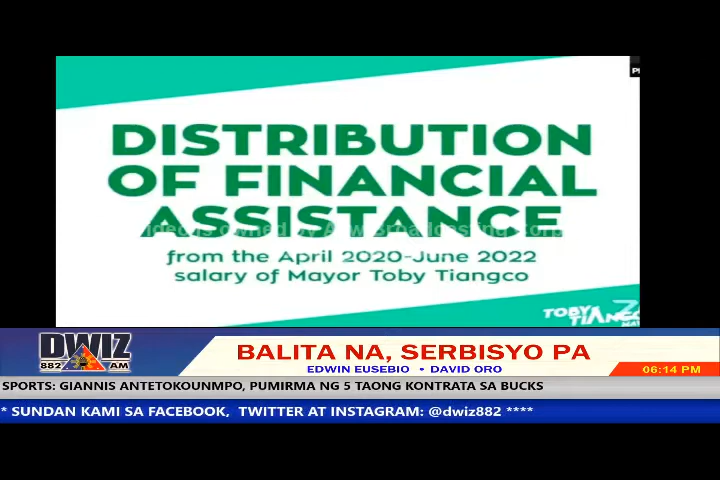 DISTRIBUTION
OF FINANCIAL
ASSISTANCE
from the April 2020-June 2022
salary of Mayor Toby Tiangco
TOBY
DWIZ
882 AM
BALITA NA, SERBISYO PA
EDWIN EUSEBIO • DAVID ORO
06:14 PM
SPORTS: GIANNIS ANTETOKOUNMPO, PUMIRMA NG 5 TAONG KONTRATA SA BUCKS
* SUNDAN KAMI SA FACEBOOK, TWITTER AT INSTAGRAM: @dwiz882 ****